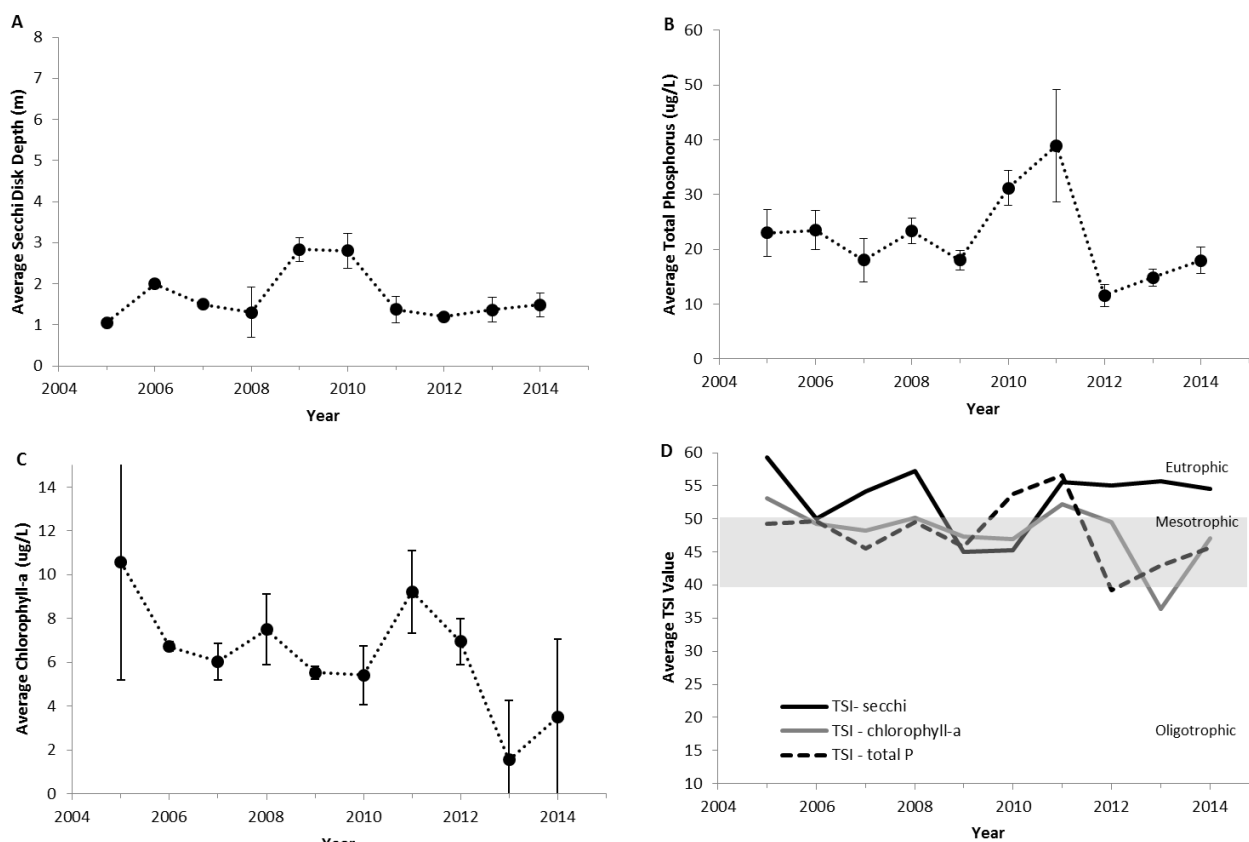 A
Average Secchi Disk Depth (m)
8
7
6
5
4
3
2
1
0
2004 2006 2008 2010 2012 2014
Year
B
Average Total Phosphorus (ug/L)
60
50
40
30
20
10
0
2004 2006 2008 2010 2012 2014
Year
C
Average Chlorophyll-a (ug/L)
14
12
10
8
6
4
2
0
2004 2006 2008 2010 2012 2014
Year
D
Average TSI Value
60
55
50
45
40
35
30
25
20
15
10
Eutrophic
Mesotrophic
Oligotrophic
TSI- secchi
TSI - chlorophyll-a
TSI - total P
2004 2006 2008 2010 2012 2014
Year